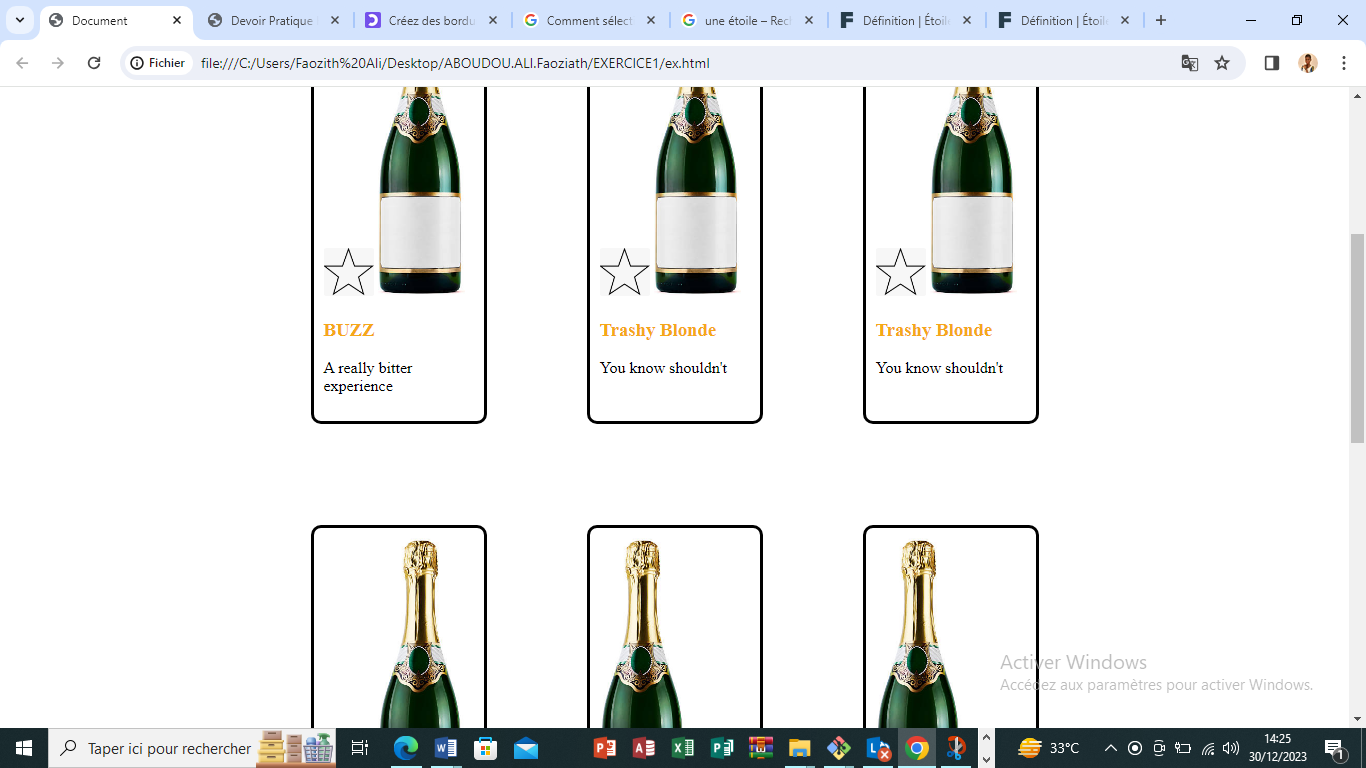 Document
Devoir Pratique
Créez des bordu
Comment sélect
une étoile – Rec
Définition | Étoile
Définition | Étoile
Fichier
file:///C:/Users/Faozith%20Ali/Desktop/ABOUDOU.ALI.Faoziath/EXERCICE1/ex.html
BUZZ
A really bitter
experience
Trashy Blonde
You know shouldn't
Trashy Blonde
You know shouldn't
Activer Windows
Accédez aux paramètres pour activer Windows.
Taper ici pour rechercher
33°C
14:25
30/12/2023
1